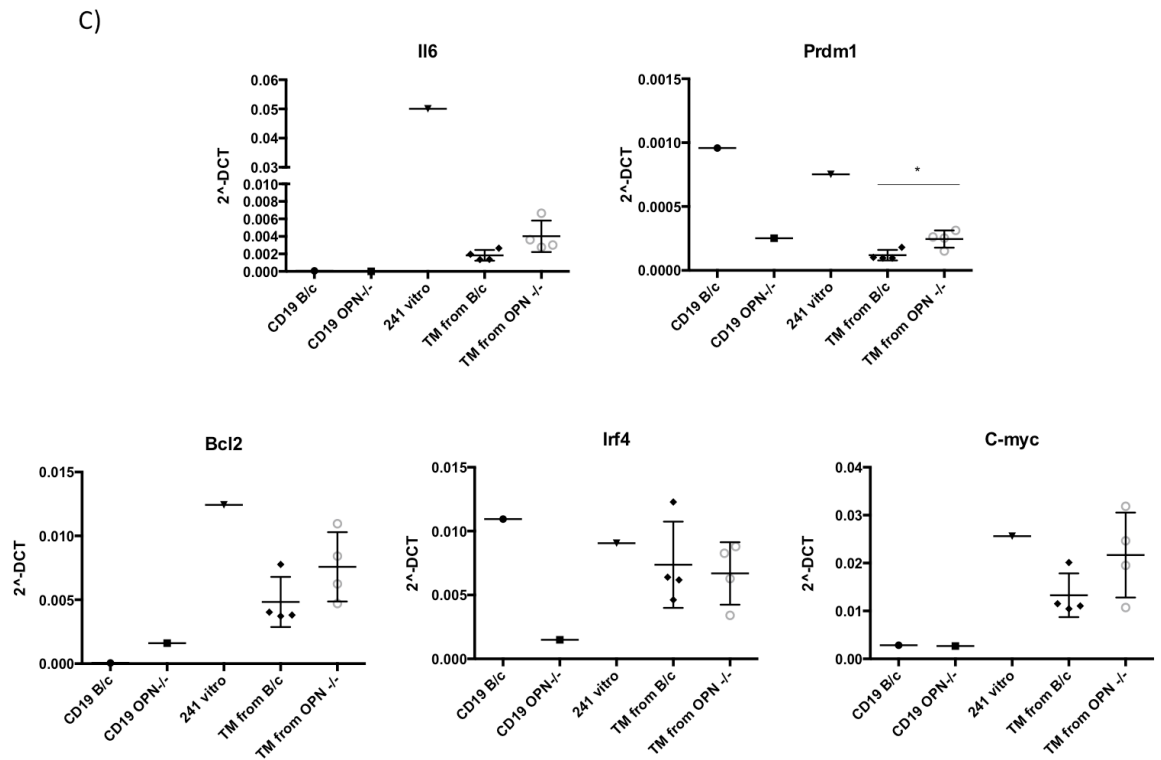 C)
Il6
Prdm1
2^-DCT
0.06
0.05
0.04
0.03
0.010
0.008
0.006
0.004
0.002
0.000
CD19 B/c
CD19 OPN-/-
241 vitro
TM from B/c
TM from OPN -/-
2^-DCT
0.0015
0.0010
0.0005
0.0000
*
CD19 B/c
CD19 OPN-/-
241 vitro
TM from B/c
TM from OPN -/-
Bcl2
Irf4
C-myc
2^-DCT
0.015
0.010
0.005
0.000
CD19 B/c
CD19 OPN-/-
241 vitro
TM from B/c
TM from OPN -/-
2^-DCT
0.015
0.010
0.005
0.000
CD19 B/c
CD19 OPN-/-
241 vitro
TM from B/c
TM from OPN -/-
2^-DCT
0.04
0.03
0.02
0.01
0.00
CD19 B/c
CD19 OPN-/-
241 vitro
TM from B/c
TM from OPN -/-